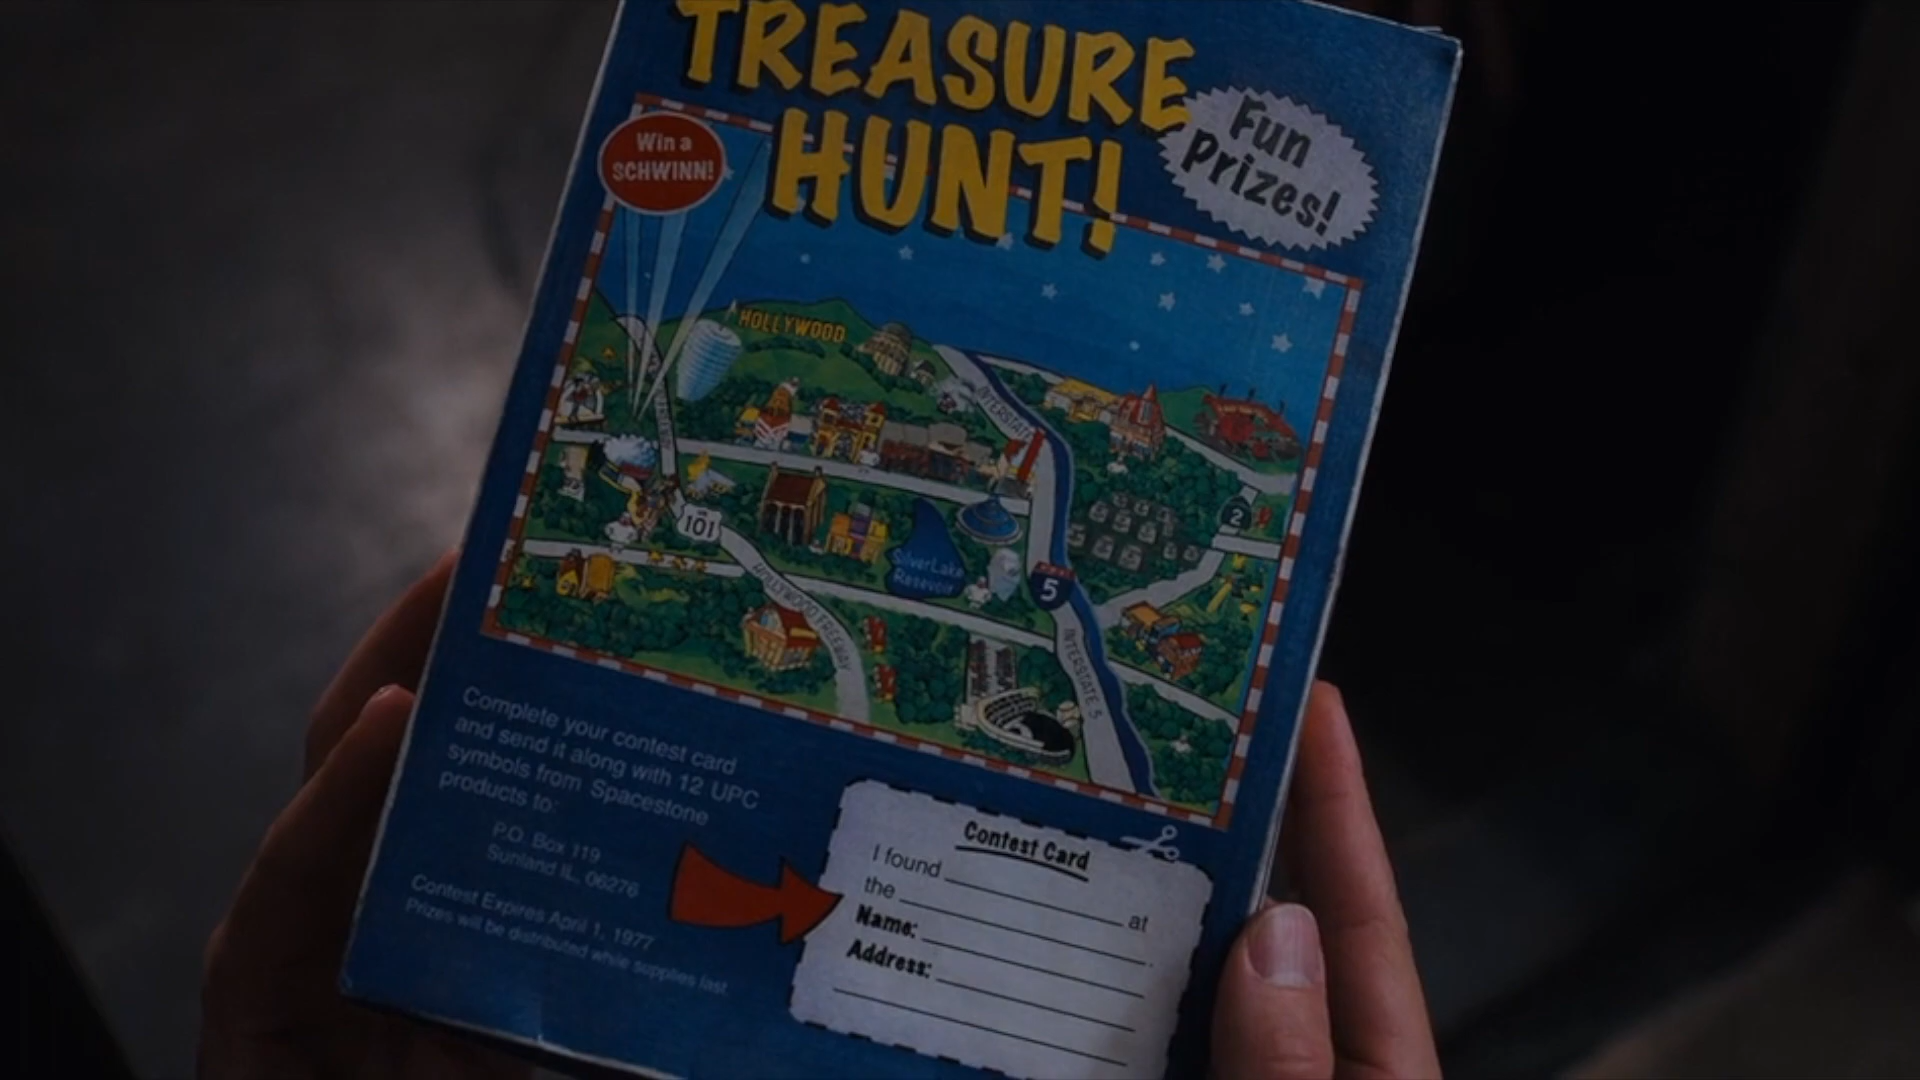 TREASURE
HUNT!
Fun
Prizes!
Win a
SCHWINN!
HOLLYWOOD
INTERSTATE
101
2
SilverLake
Resevoir
5
HOLLYWOOD FREEWAY
INTERSTATE 5
Complete your contest card
and send it along with 12 UPC
symbols from Spacestone
products to:
P.O. Box 119
Sunland IL, 06276
Contest Expires April 1, 1977
Prizes will be distributed while supplies last.
Contest Card
I found
at
the
Name:
Address: